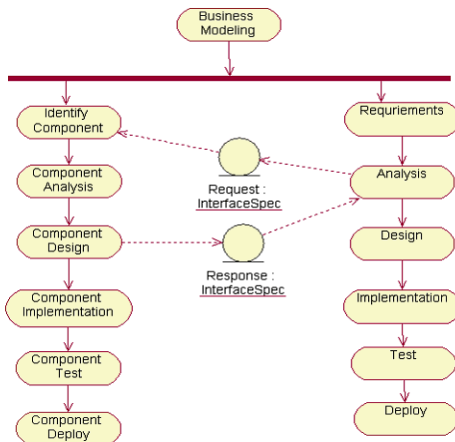 Business
Modeling
Identify
Component
Requriements
Component
Analysis
Request :
InterfaceSpec
Analysis
Component
Design
Response :
InterfaceSpec
Design
Component
Implementation
Implementation
Component
Test
Test
Component
Deploy
Deploy